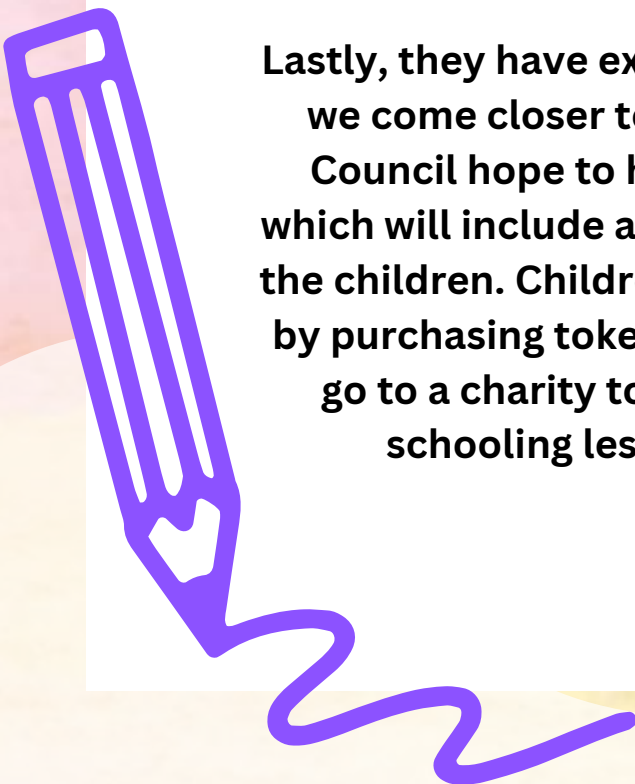 Lastly, they have ex
we come closer to
Council hope to h
which will include a
the children. Childr
by purchasing toke
go to a charity to
schooling les